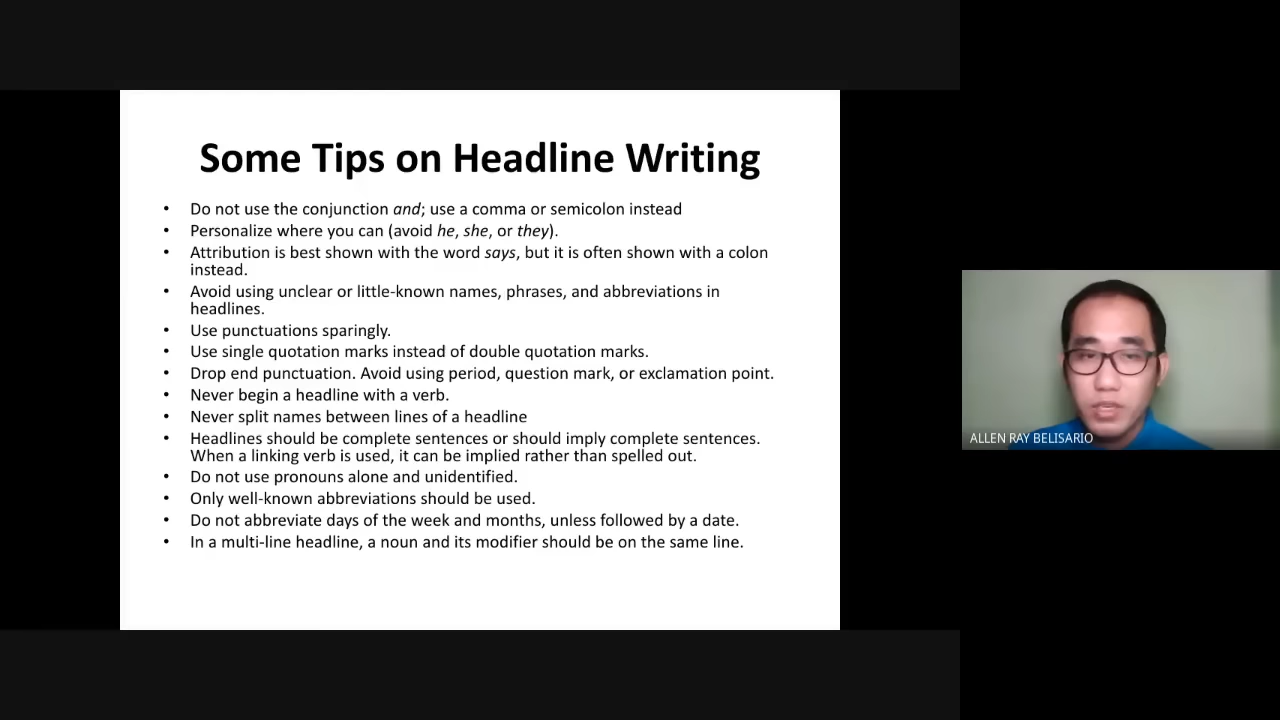 Some Tips on Headline Writing
• Do not use the conjunction and; use a comma or semicolon instead
• Personalize where you can (avoid he, she, or they).
• Attribution is best shown with the word says, but it is often shown with a colon
instead.
• Avoid using unclear or little-known names, phrases, and abbreviations in
headlines.
• Use punctuations sparingly.
• Use single quotation marks instead of double quotation marks.
• Drop end punctuation. Avoid using period, question mark, or exclamation point.
• Never begin a headline with a verb.
• Never split names between lines of a headline
• Headlines should be complete sentences or should imply complete sentences.
When a linking verb is used, it can be implied rather than spelled out.
• Do not use pronouns alone and unidentified.
• Only well-known abbreviations should be used.
• Do not abbreviate days of the week and months, unless followed by a date.
• In a multi-line headline, a noun and its modifier should be on the same line.
ALLEN RAY BELISARIO